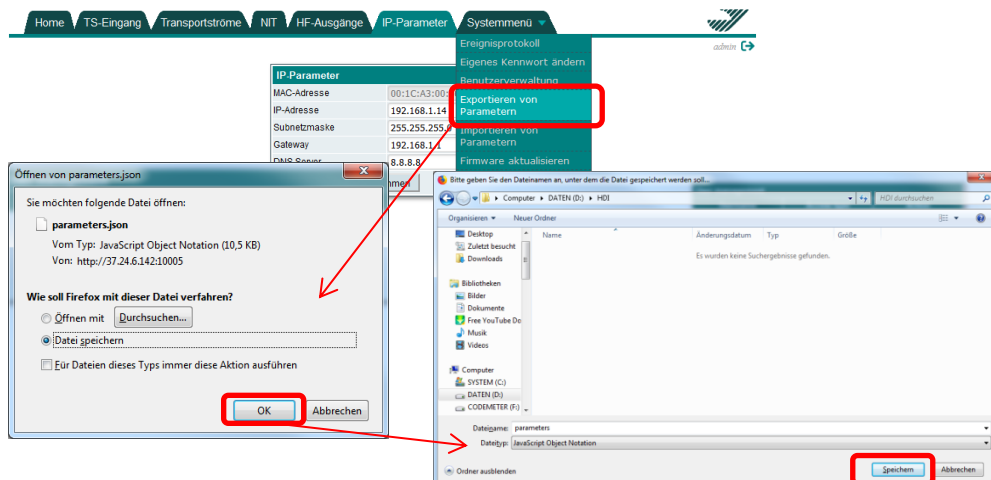 Home TS-Eingang Transportströme NIT HF-Ausgänge IP-Parameter Systemmenü
admin
Ereignisprotokoll
Eigenes Kennwort ändern
Benutzerverwaltung
Exportieren von
Parametern
Importieren von
Parametern
Firmware aktualisieren
IP-Parameter
MAC-Adresse 00:1C:A3:00:
IP-Adresse 192.168.1.14
Subnetzmaske 255.255.255.0
Gateway 192.168.1.1
DNS Server 8.8.8.8
Öffnen von parameters.json
Sie möchten folgende Datei öffnen:
parameters.json
Vom Typ: JavaScript Object Notation (10,5 KB)
Von: http://37.24.6.142:10005
Wie soll Firefox mit dieser Datei verfahren?
Öffnen mit Durchsuchen...
Datei speichern
Für Dateien dieses Typs immer diese Aktion ausführen
OK Abbrechen
Bitte geben Sie den Dateinamen an, unter dem die Datei gespeichert werden soll...
Computer DATEN (D:) HDI HDI durchsuchen
Organisieren Neuer Ordner
Name Änderungsdatum Typ Größe
Es wurden keine Suchergebnisse gefunden.
Desktop
Zuletzt besucht
Downloads
Bibliotheken
Bilder
Dokumente
Free YouTube Do
Musik
Videos
Computer
SYSTEM (C:)
DATEN (D:)
CODEMETER (F:)
Dateiname: parameters
Dateityp: JavaScript Object Notation
Ordner ausblenden Speichern Abbrechen